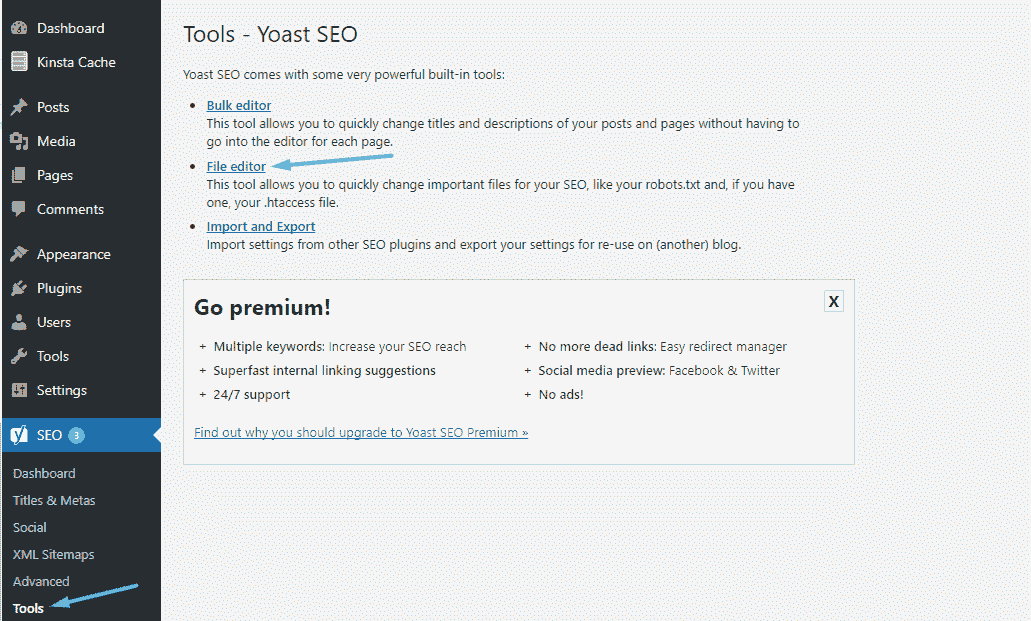 Dashboard
Kinsta Cache
Posts
Media
Pages
Comments
Appearance
Plugins
Users
Tools
Settings
SEO 3
Dashboard
Titles & Metas
Social
XML Sitemaps
Advanced
Tools
Tools - Yoast SEO
Yoast SEO comes with some very powerful built-in tools:
Bulk editor
This tool allows you to quickly change titles and descriptions of your posts and pages without having to
go into the editor for each page.
File editor
This tool allows you to quickly change important files for your SEO, like your robots.txt and, if you have
one, your .htaccess file.
Import and Export
Import settings from other SEO plugins and export your settings for re-use on (another) blog.
Go premium!
X
+ Multiple keywords: Increase your SEO reach
+ Superfast internal linking suggestions
+ 24/7 support
+ No more dead links: Easy redirect manager
+ Social media preview: Facebook & Twitter
+ No ads!
Find out why you should upgrade to Yoast SEO Premium »